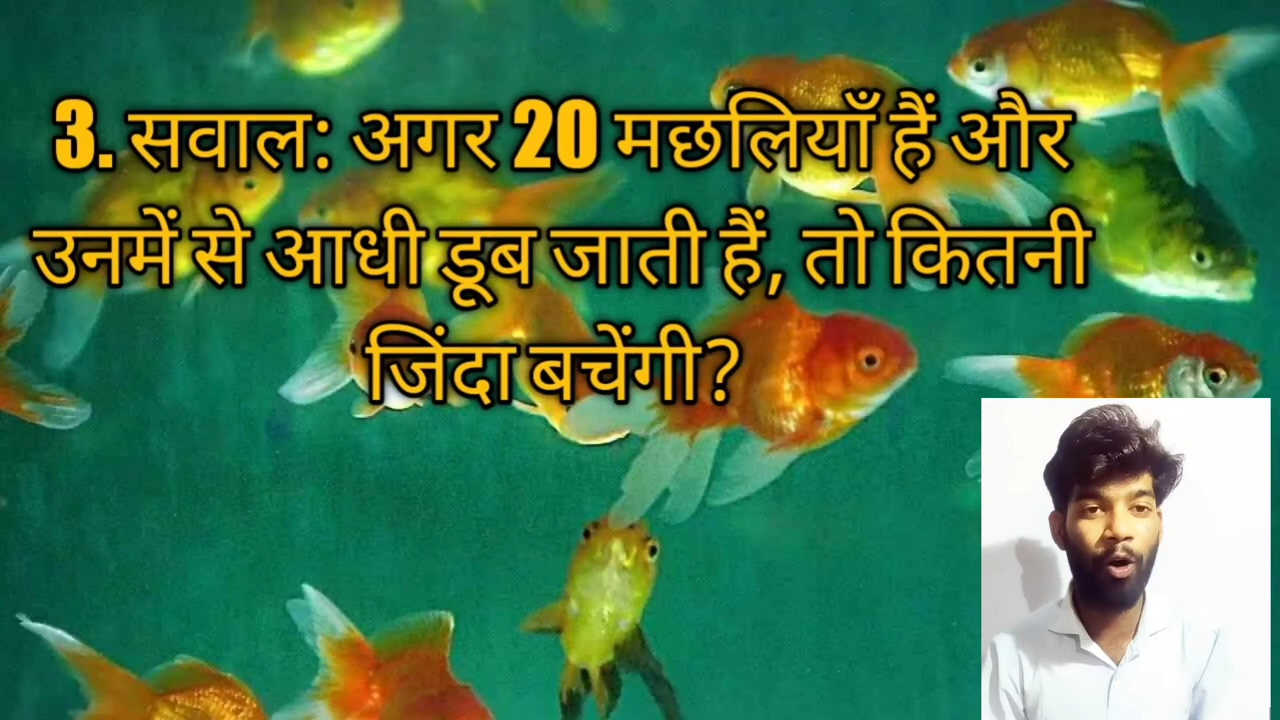 3. सवाल: अगर 20 मछलियाँ हैं और
उनमें से आधी डूब जाती हैं, तो कितनी
जिंदा बचेंगी?